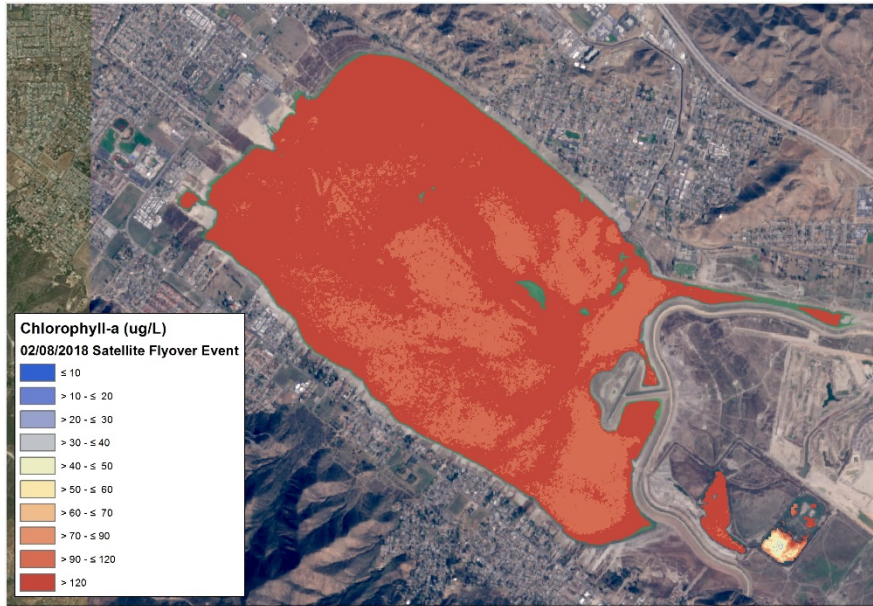 Chlorophyll-a (ug/L)
02/08/2018 Satellite Flyover Event
≤ 10
> 10 - ≤ 20
> 20 - ≤ 30
> 30 - ≤ 40
> 40 - ≤ 50
> 50 - ≤ 60
> 60 - ≤ 70
> 70 - ≤ 90
> 90 - ≤ 120
> 120